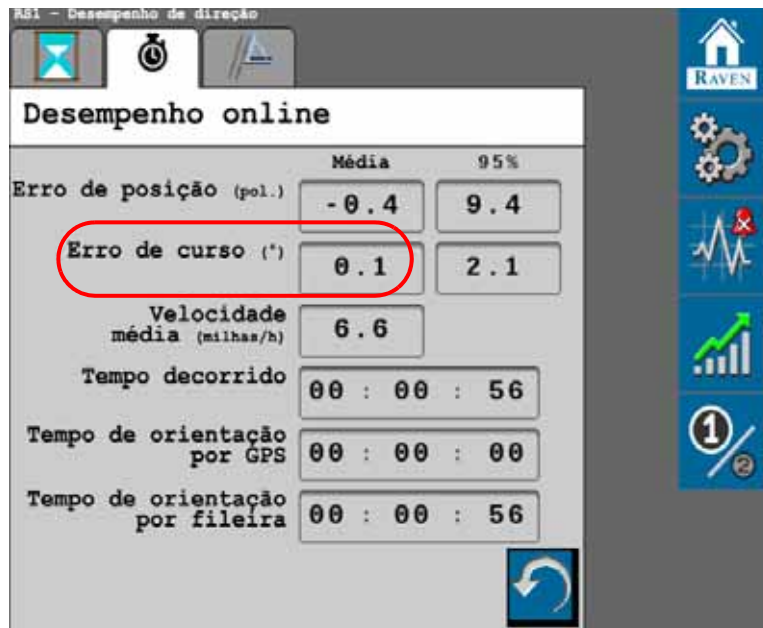 RS1 - Desempenho de direção
RAVEN
Desempenho online
Média 95%
Erro de posição (pol.) -0.4 9.4
Erro de curso (°) 0.1 2.1
Velocidade
média (milhas/h) 6.6
Tempo decorrido 00 : 00 : 56
Tempo de orientação
por GPS 00 : 00 : 00
Tempo de orientação
por fileira 00 : 00 : 56
1/2